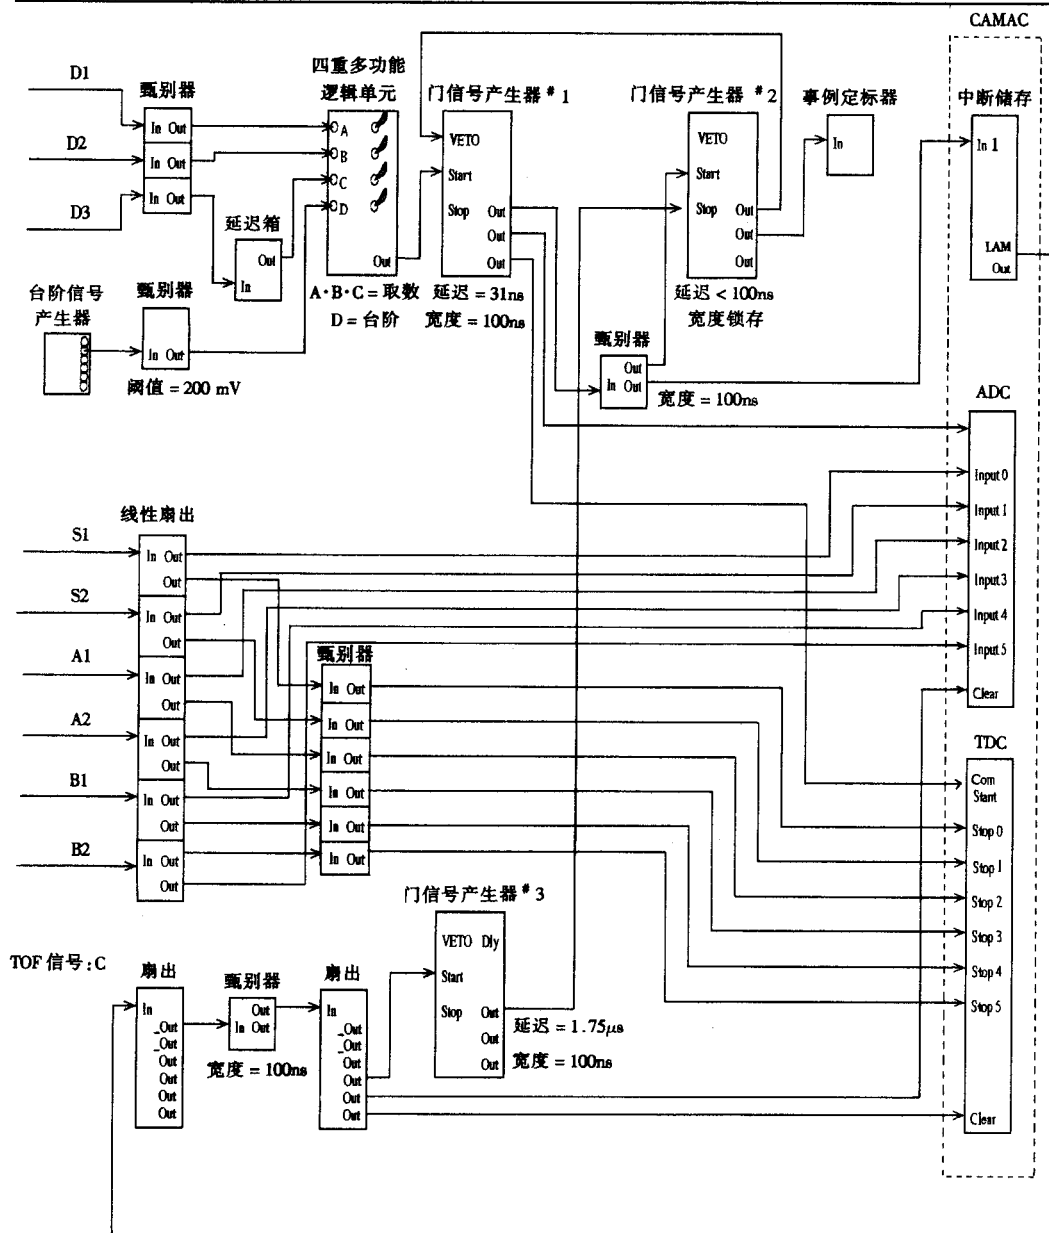 CAMAC
D1
甄别器
In Out
D2
In Out
D3
In Out
延迟箱
Out
In
四重多功能
逻辑单元
A
B
C
D
Out
A·B·C = 取数
D = 台阶
门信号产生器 #1
VETO
Start
Stop Out
Out
Out
延迟 = 31ns
宽度 = 100ns
门信号产生器 #2
VETO
Start
Stop Out
Out
Out
延迟 < 100ns
宽度锁存
事例定标器
In
中断储存
In 1
LAM
Out
台阶信号
产生器
甄别器
In Out
阈值 = 200 mV
甄别器
Out
In Out
宽度 = 100ns
ADC
Input 0
Input 1
Input 2
Input 3
Input 4
Input 5
Clear
线性扇出
S1
In Out
Out
S2
In Out
Out
A1
In Out
Out
A2
In Out
Out
B1
In Out
Out
B2
In Out
Out
甄别器
In Out
In Out
In Out
In Out
In Out
In Out
TDC
Com
Start
Stop 0
Stop 1
Stop 2
Stop 3
Stop 4
Stop 5
Clear
门信号产生器 #3
VETO Dly
Start
Stop Out
Out
Out
延迟 = 1.75μs
宽度 = 100ns
TOF 信号:C
扇出
In
_Out
_Out
Out
Out
Out
Out
甄别器
Out
In Out
宽度 = 100ns
扇出
In
_Out
_Out
Out
Out
Out
Out